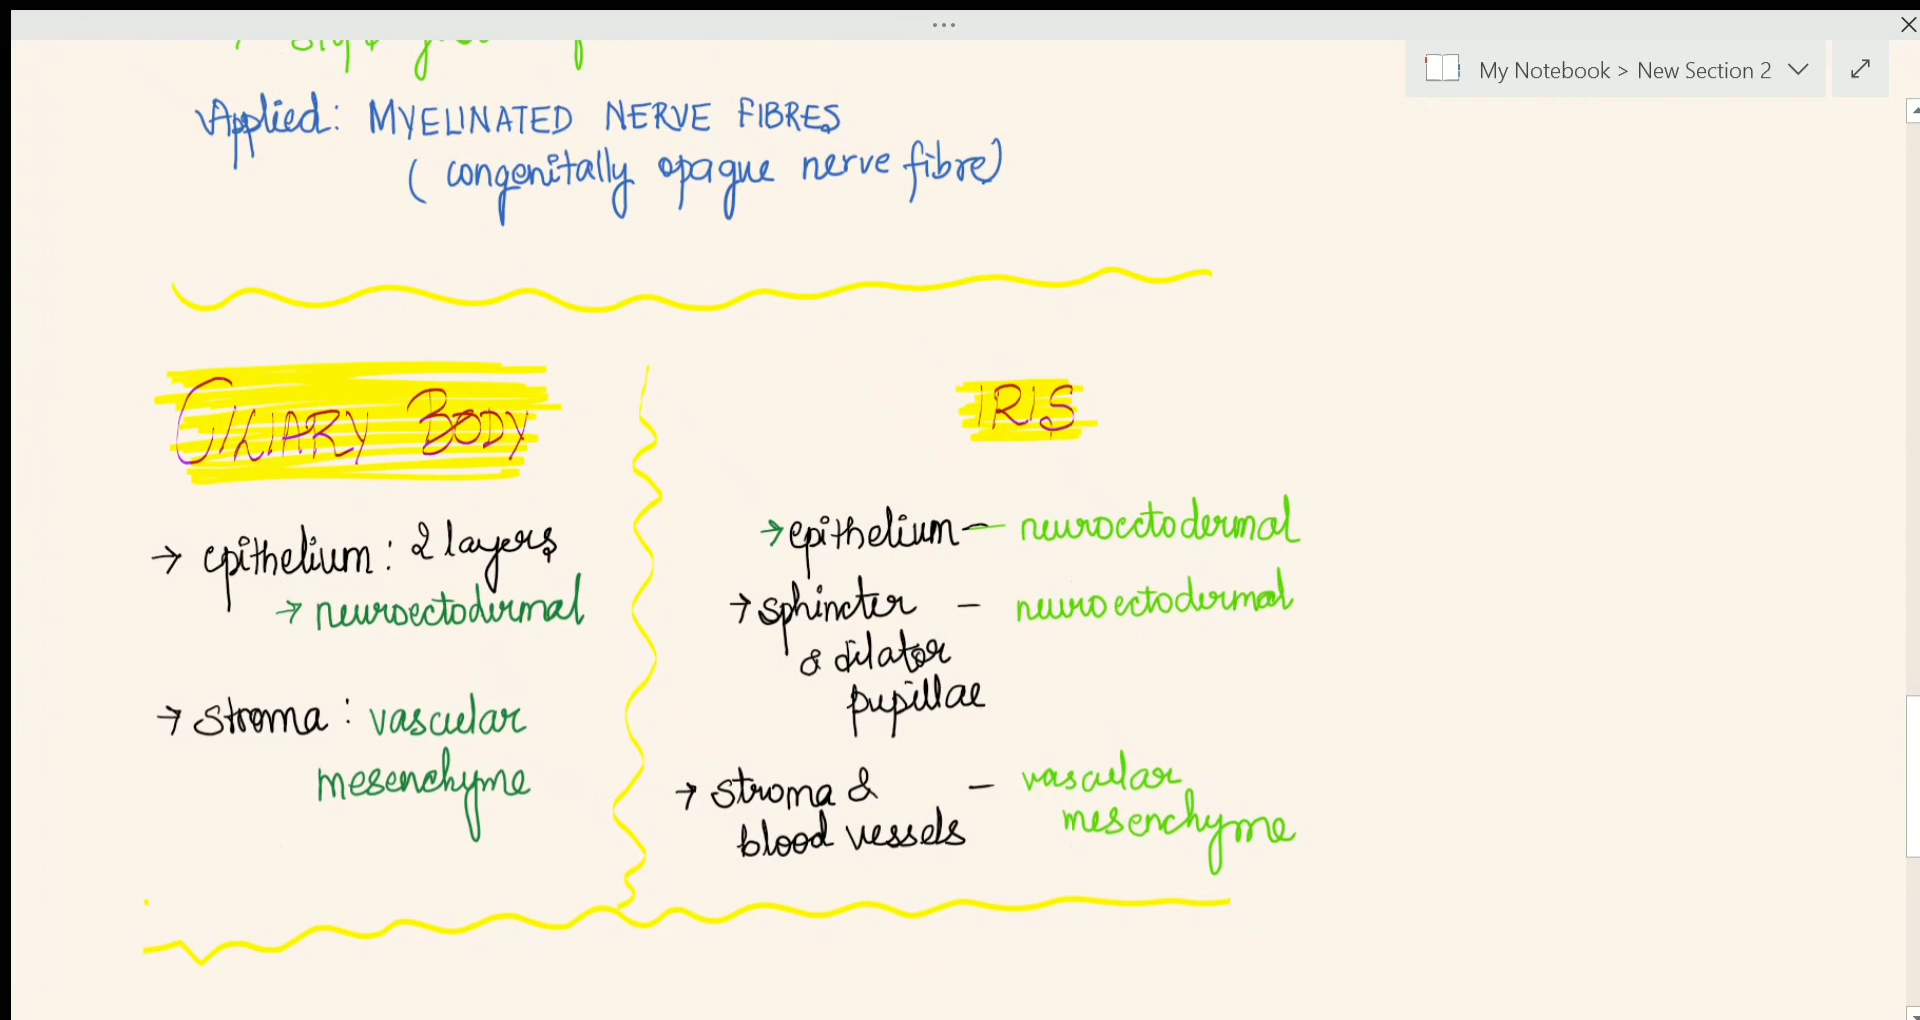 My Notebook > New Section 2
Applied: MYELINATED NERVE FIBRES
( congenitally opaque nerve fibre)
CILIARY BODY
→ epithelium: 2 layers
→ neuroectodermal
→ stroma: vascular
mesenchyme
IRIS
→ epithelium — neuroectodermal
→ sphincter — neuroectodermal
& dilator
pupillae
→ stroma & — vascular
blood vessels mesenchyme